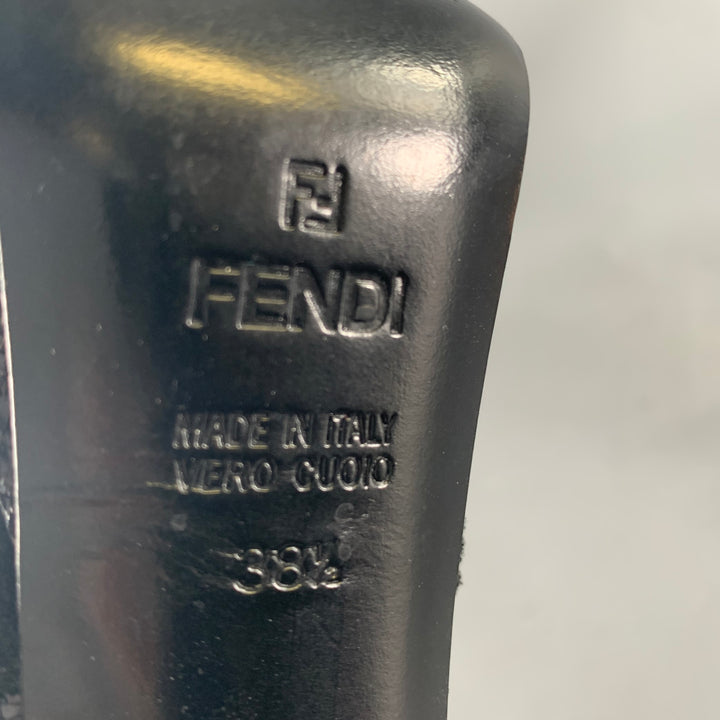 FF
FENDI
MADE IN ITALY
VERO CUOIO
38½